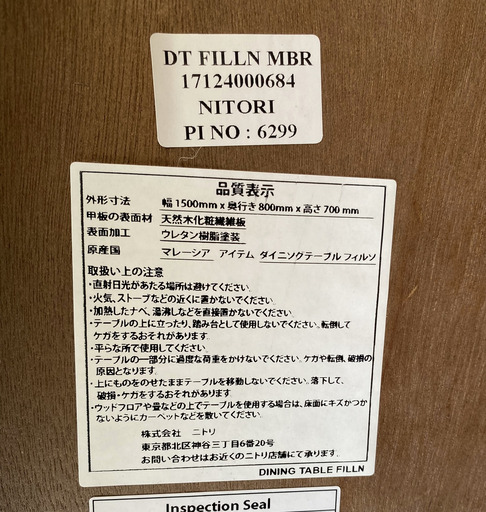 DT FILLN MBR
17124000684
NITORI
PI NO : 6299
品質表示
外形寸法 幅1500mm x 奥行き800mm x 高さ700 mm
甲板の表面材 天然木化粧繊維板
表面加工 ウレタン樹脂塗装
原産国 マレーシア アイテム ダイニングテーブル フィルソ
取扱い上の注意
・直射日光があたる場所は避けてください.
・火気、ストーブなどの近くに置かないでください.
・加熱したナベ、湯沸しなどを直接置かないでください.
・テーブルの上に立ったり、踏み台として使用しないでください.. 転倒して
ケガをするおそれがあります.
・平らな所で使用してください.
・テーブルの一部分に過度な荷重をかけないでください. ケガや転倒、破損の
原因となります.
・上にものをのせたままテーブルを移動しないでください.. 落下して、
破損・ケガをするおそれがあります.
・ウッドフロアや畳などの上でテーブルを使用する場合は、床面にキズがつか
ないようにカーペットなどを敷いてください.
株式会社 ニトリ
東京都北区神谷三丁目6番20号
お問い合わせはお近くのニトリ店舗にて承ります.
DINING TABLE FILLN
Inspection Seal